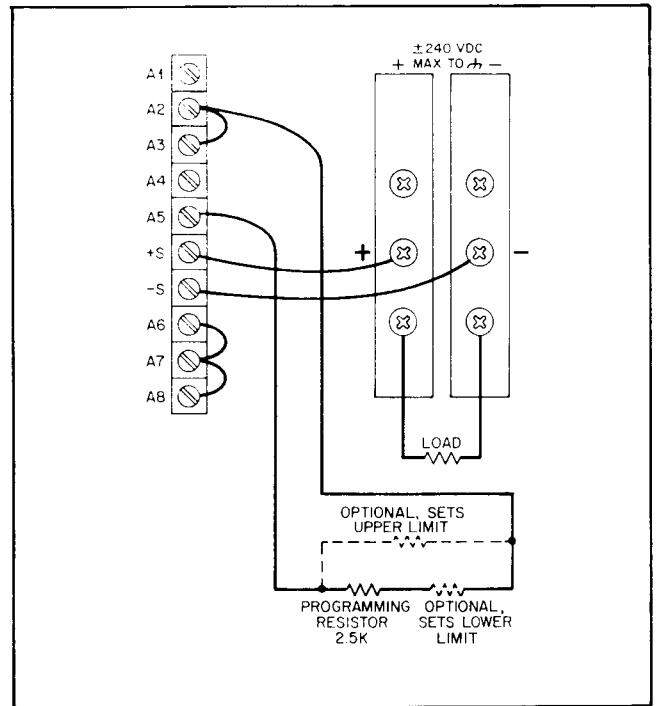 ±240 VDC
+ MAX TO ⏚ −
A1
A2
A3
A4
A5
+S
-S
A6
A7
A8
+
−
LOAD
OPTIONAL, SETS
UPPER LIMIT
PROGRAMMING
RESISTOR
2.5K
OPTIONAL,
SETS LOWER
LIMIT